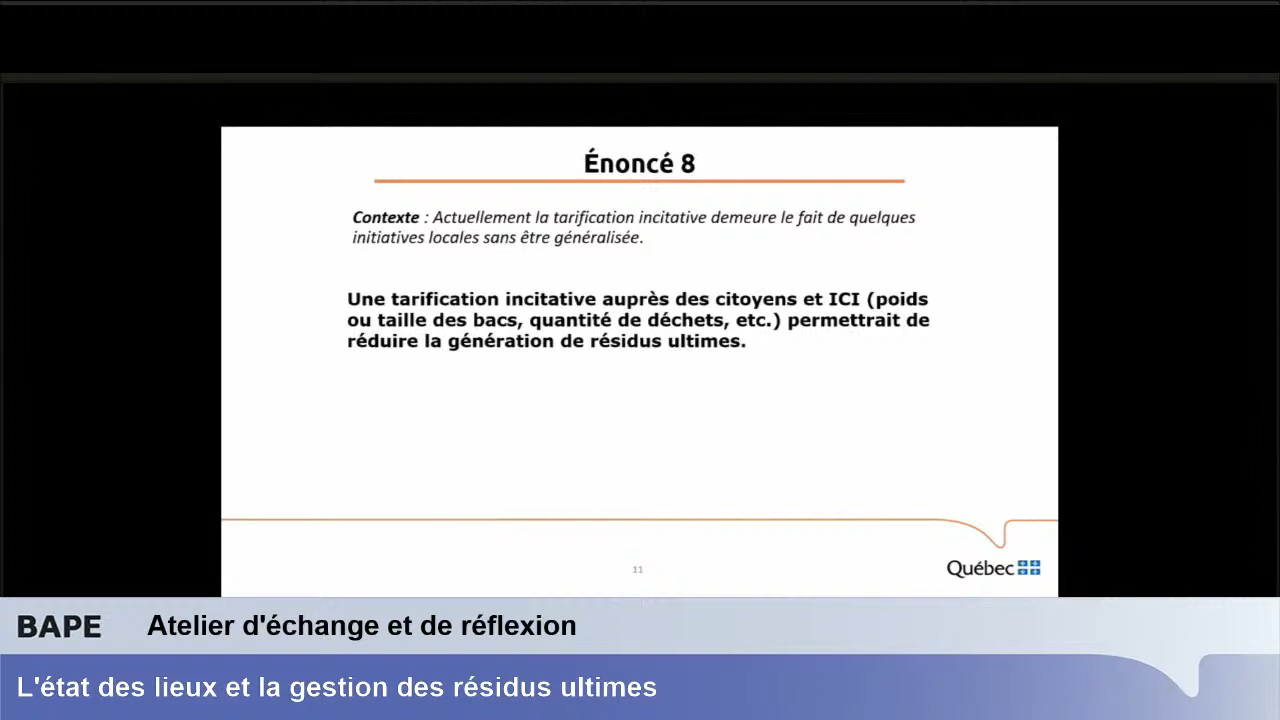 Énoncé 8
Contexte : Actuellement la tarification incitative demeure le fait de quelques
initiatives locales sans être généralisée.
Une tarification incitative auprès des citoyens et ICI (poids
ou taille des bacs, quantité de déchets, etc.) permettrait de
réduire la génération de résidus ultimes.
11
Québec
BAPE Atelier d'échange et de réflexion
L'état des lieux et la gestion des résidus ultimes